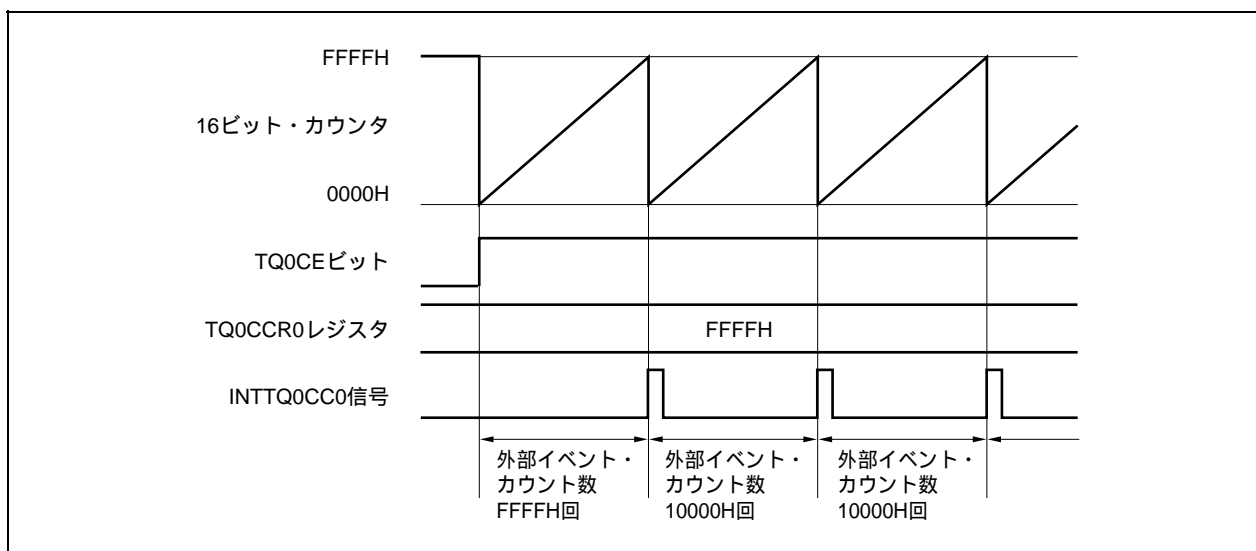 FFFFH
16ビット・カウンタ
0000H
TQ0CEビット
TQ0CCR0レジスタ
FFFFH
INTTQ0CC0信号
外部イベント・
カウント数
FFFFH回
外部イベント・
カウント数
10000H回
外部イベント・
カウント数
10000H回